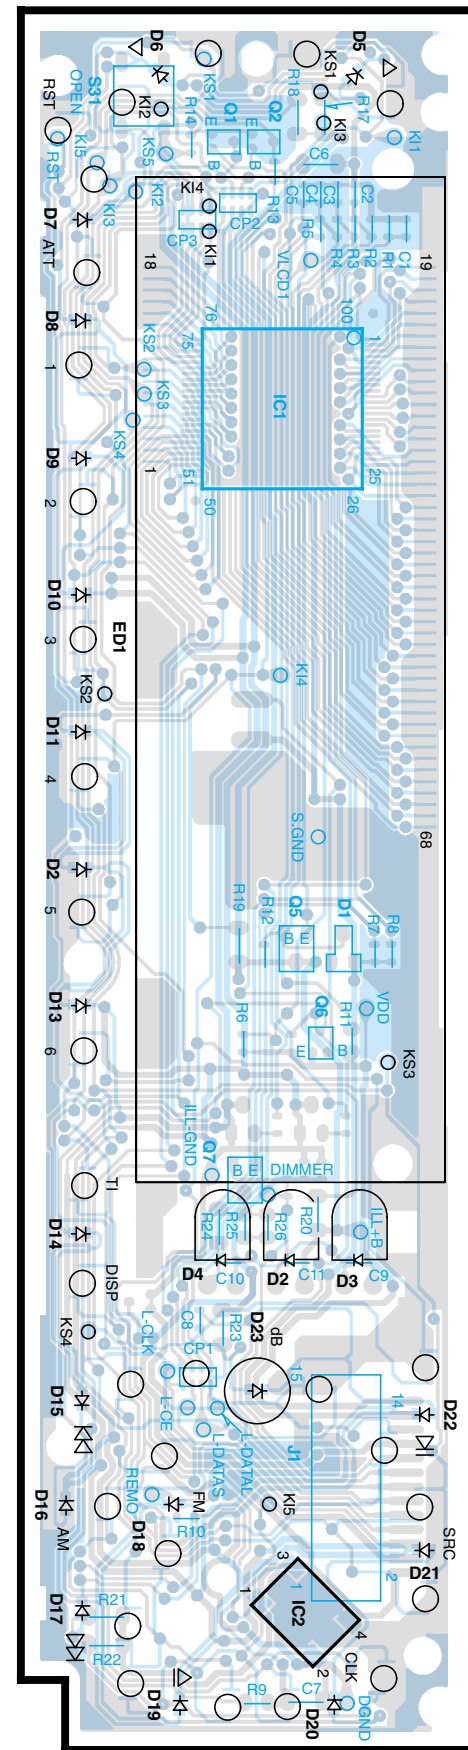 D6
D5
KS1
KS1
R18
R17
OPEN
S31
RST
KI2
Q1
Q2
R14
E
E
KI3
KI1
KI5
RS1
KS5
B
B
C6
KI3
KI2
KI4
CP3
CP2
KI1
R13
C5
C4
C3
C2
R5
R4
R3
R2
R1
C1
D7
ATT
18
VLCD1
19
76
100
75
1
D8
1
KS2
KS3
KS4
IC1
D9
1
51
50
26
25
2
D10
ED1
3
KS2
KI4
D11
4
S.GND
68
D2
5
R19
R12
Q5
B E
D1
R7
R8
D13
6
R6
Q6
E
B
R11
VDD
KS3
ILL-GND
Q7
B E
DIMMER
TI
D14
R24
R25
R26
R20
ILL+B
D4
C10
D2
C11
D3
C9
DISP
KS4
L-CLK
C8
R23
CP1
D23
dB
15
D15
L-CE
L-DATAS
L-DATAL
J1
14
D22
D16
AM
REMO
D18
FM
R10
KI5
SRC
D21
3
1
1
IC2
2
4
2
D17
R21
R22
CLK
D19
R9
C7
D20
DGND